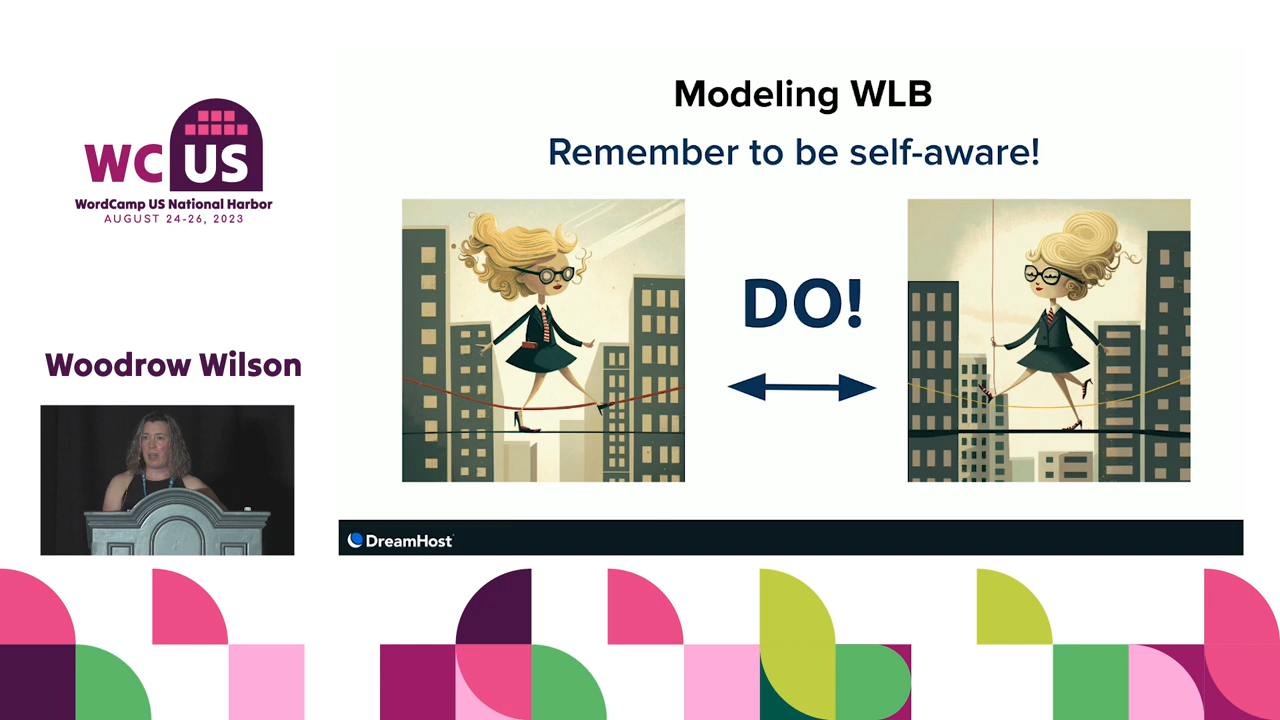 WC US
WordCamp US National Harbor
AUGUST 24-26, 2023
Woodrow Wilson
Modeling WLB
Remember to be self-aware!
DO!
DreamHost